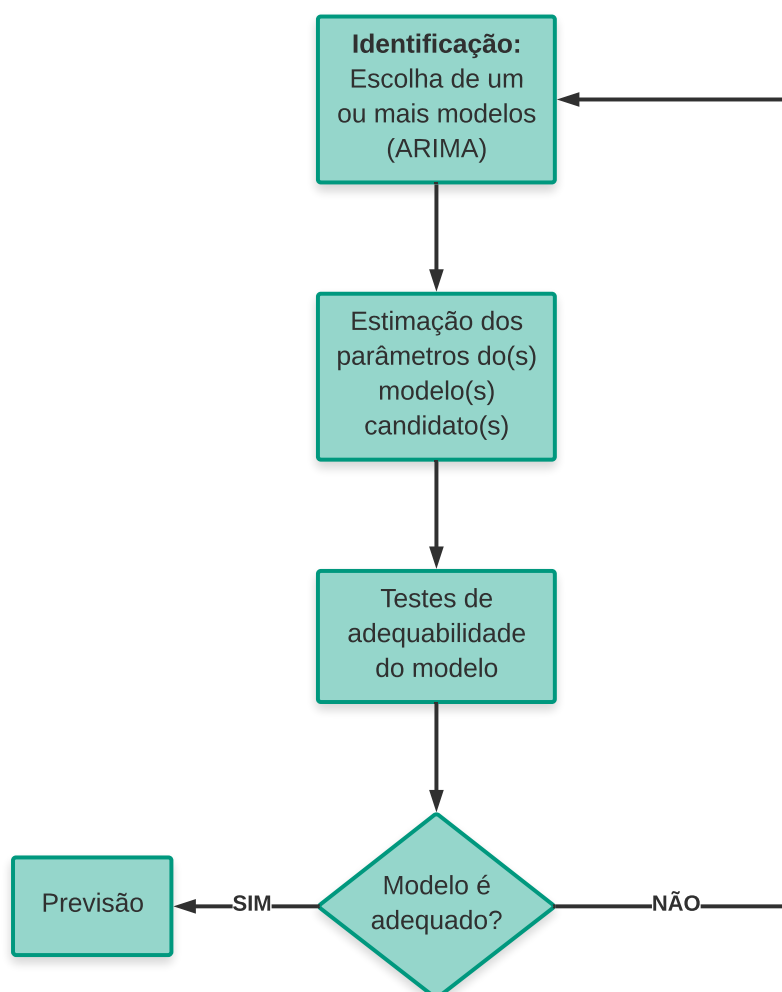 Identificação:
Escolha de um
ou mais modelos
(ARIMA)
Estimação dos
parâmetros do(s)
modelo(s)
candidato(s)
Testes de
adequabilidade
do modelo
Modelo é
adequado?
SIM
NÃO
Previsão